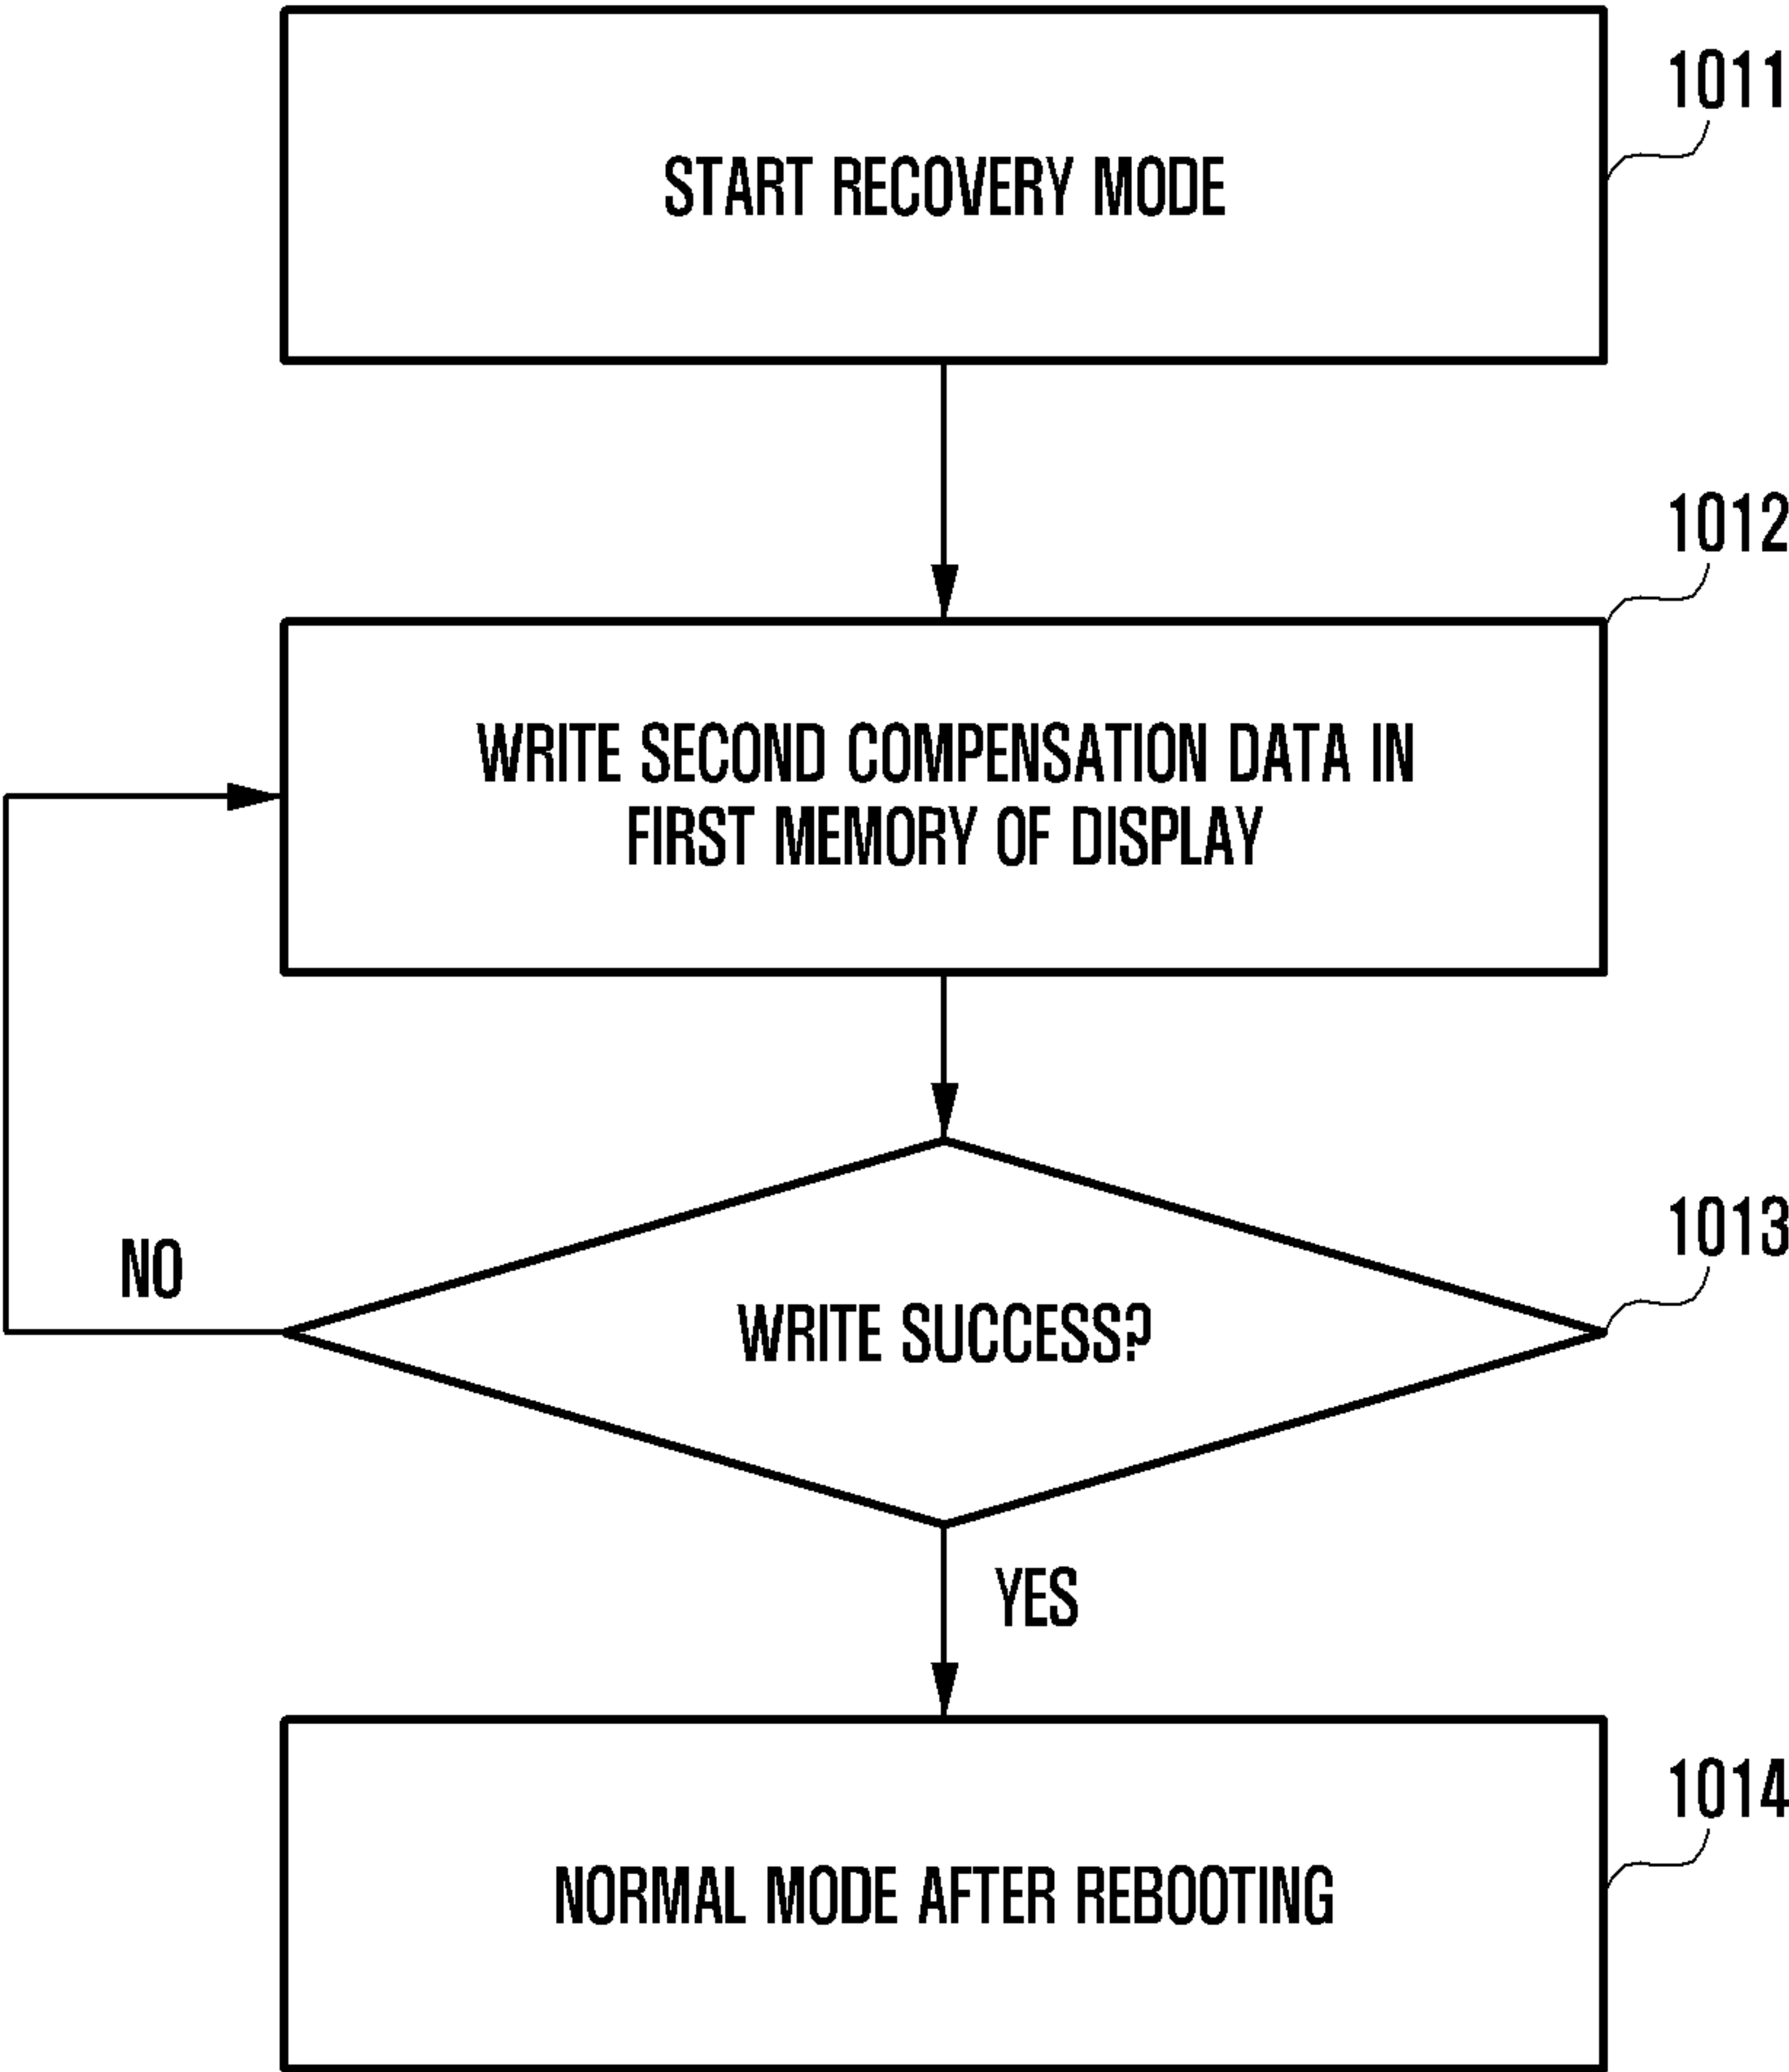 1011
START RECOVERY MODE
1012
WRITE SECOND COMPENSATION DATA IN
FIRST MEMORY OF DISPLAY
1013
NO
WRITE SUCCESS?
YES
1014
NORMAL MODE AFTER REBOOTING